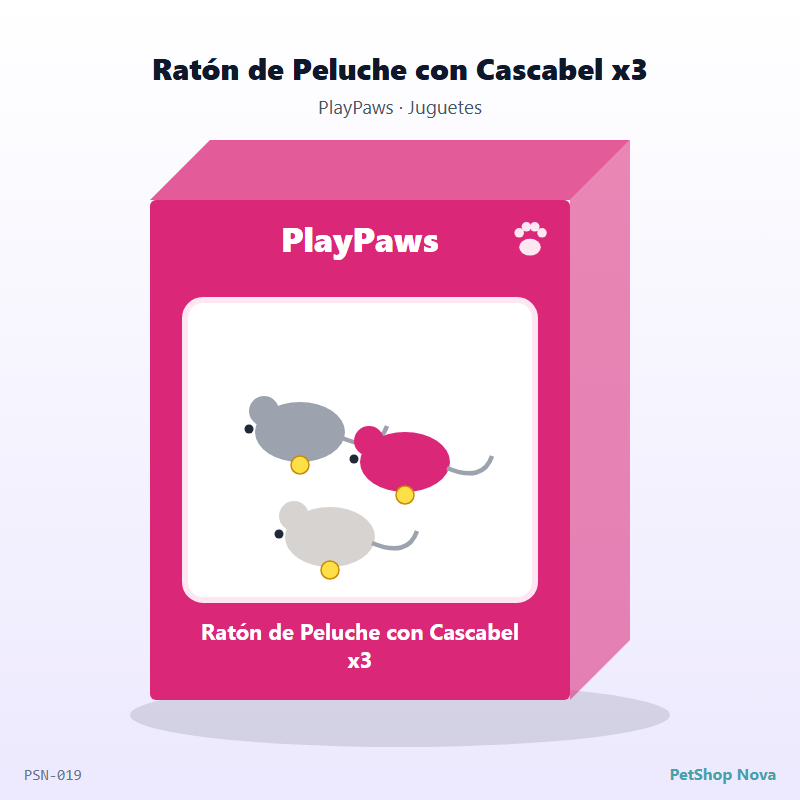 Ratón de Peluche con Cascabel x3
PlayPaws · Juguetes
PlayPaws
Ratón de Peluche con Cascabel
x3
PSN-019
PetShop Nova